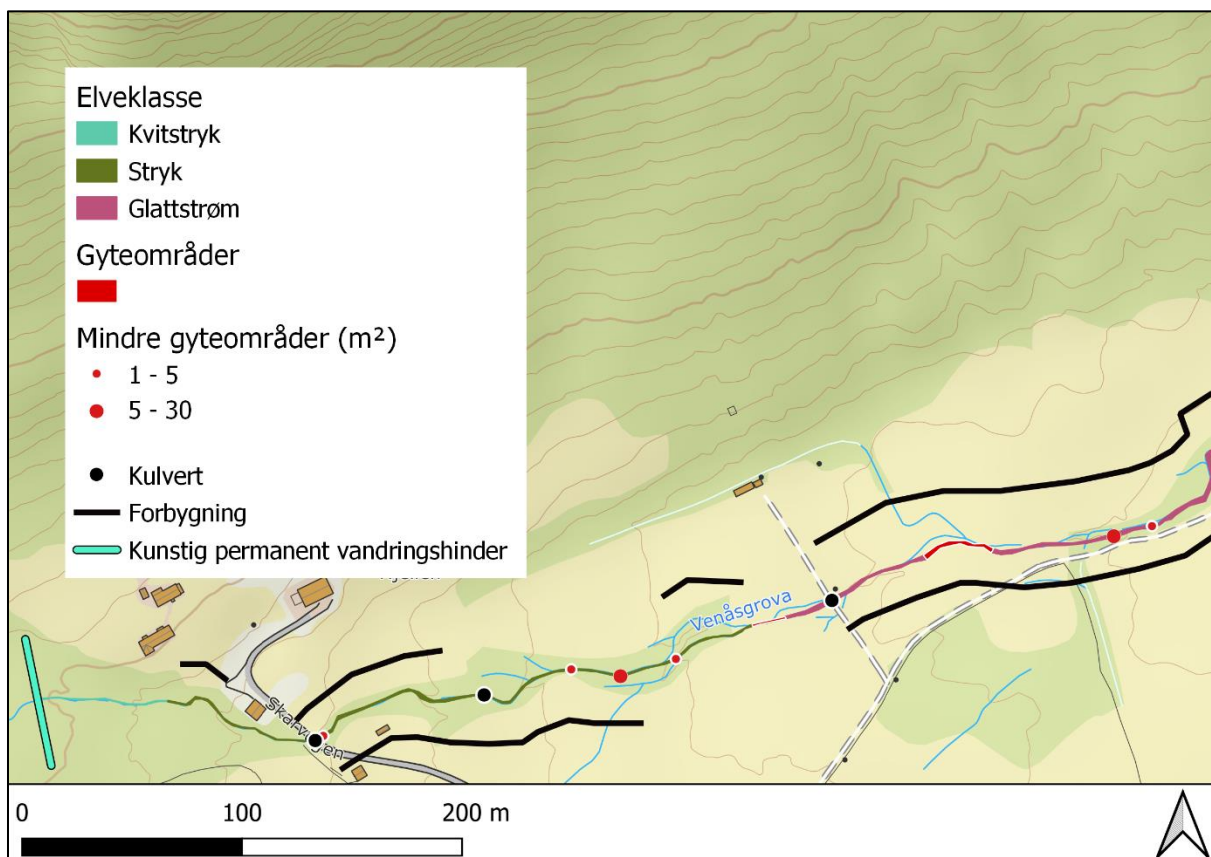 Elveklasse
Kvitstryk
Stryk
Glattstrøm
Gyteområder
Mindre gyteområder (m²)
1 - 5
5 - 30
Kulvert
Forbygning
Kunstig permanent vandringshinder
Venåsgrova
0 100 200 m